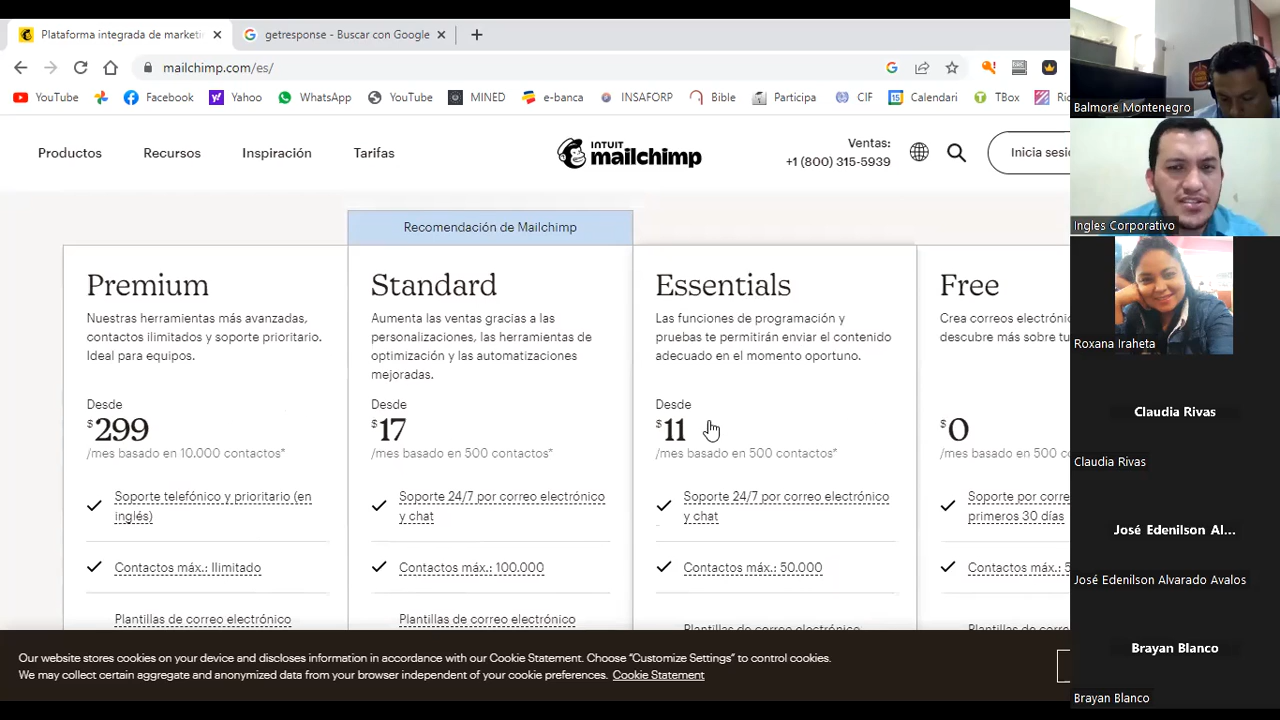 Plataforma integrada de marketin
getresponse - Buscar con Google
mailchimp.com/es/
YouTube
Facebook
Yahoo
WhatsApp
YouTube
MINED
e-banca
INSAFORP
Bible
Participa
CIF
Calendari
TBox
Productos
Recursos
Inspiración
Tarifas
INTUIT
mailchimp
Ventas:
+1 (800) 315-5939
Inicia sesi
Recomendación de Mailchimp
Premium
Nuestras herramientas más avanzadas,
contactos ilimitados y soporte prioritario.
Ideal para equipos.
Desde
$299
/mes basado en 10.000 contactos*
Soporte telefónico y prioritario (en
inglés)
Contactos máx.: Ilimitado
Plantillas de correo electrónico
Standard
Aumenta las ventas gracias a las
personalizaciones, las herramientas de
optimización y las automatizaciones
mejoradas.
Desde
$17
/mes basado en 500 contactos*
Soporte 24/7 por correo electrónico
y chat
Contactos máx.: 100.000
Plantillas de correo electrónico
Essentials
Las funciones de programación y
pruebas te permitirán enviar el contenido
adecuado en el momento oportuno.
Desde
$11
/mes basado en 500 contactos*
Soporte 24/7 por correo electrónico
y chat
Contactos máx.: 50.000
Plantillas de correo electrónico
Free
Crea correos electróni
descubre más sobre tu
$0
/mes basado en 500 co
Soporte por corre
primeros 30 días
Contactos máx.: 5
Our website stores cookies on your device and discloses information in accordance with our Cookie Statement. Choose “Customize Settings” to control cookies.
We may collect certain aggregate and anonymized data from your browser independent of your cookie preferences. Cookie Statement
Balmore Montenegro
Ingles Corporativo
Roxana Iraheta
Claudia Rivas
Claudia Rivas
José Edenilson Al...
José Edenilson Alvarado Avalos
Brayan Blanco
Brayan Blanco